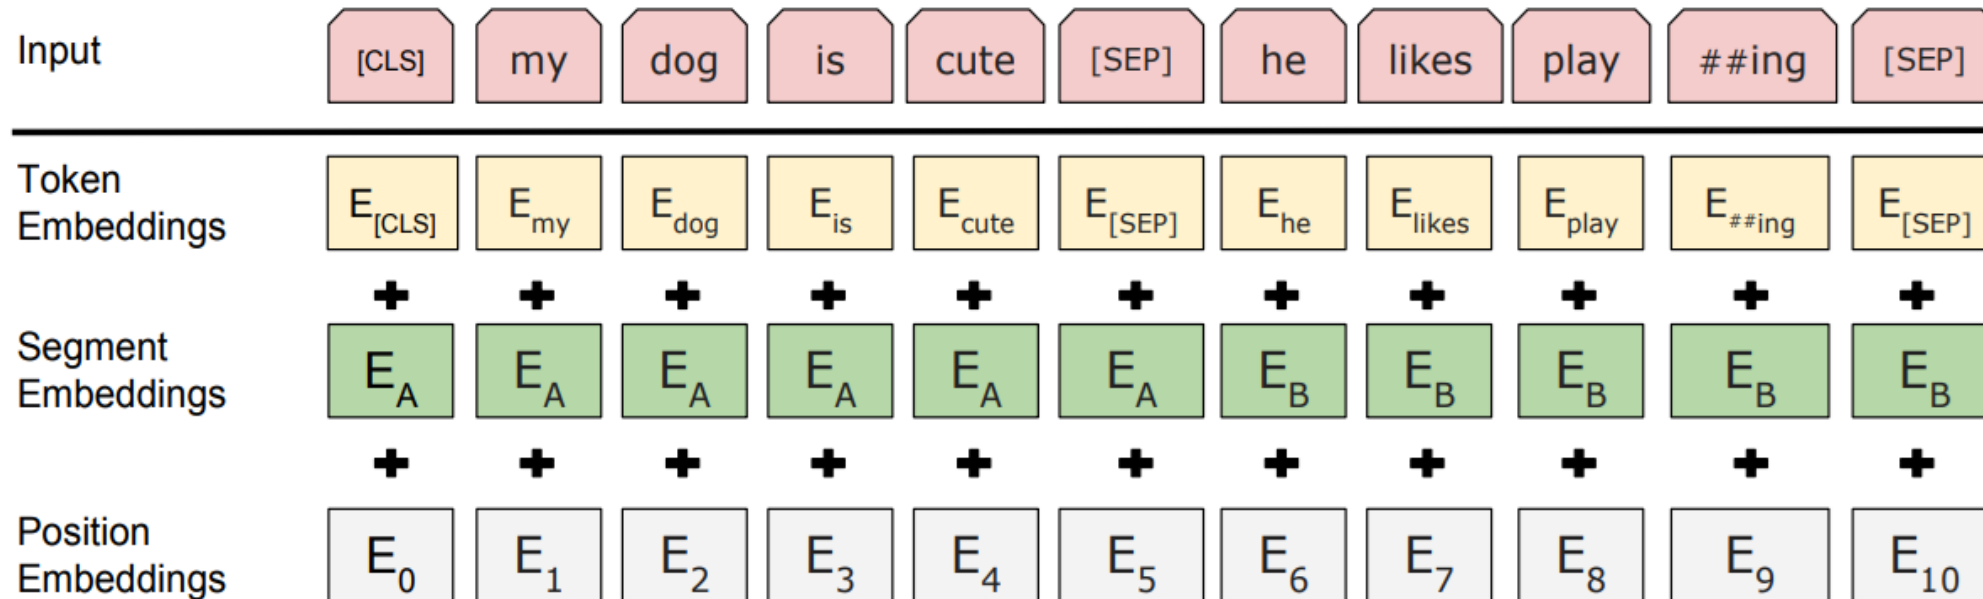 Input [CLS] my dog is cute [SEP] he likes play ##ing [SEP]
Token
Embeddings
E[CLS] Emy Edog Eis Ecute E[SEP] Ehe Elikes Eplay E##ing E[SEP]
+ + + + + + + + + + +
Segment
Embeddings
EA EA EA EA EA EA EB EB EB EB EB
+ + + + + + + + + + +
Position
Embeddings
E0 E1 E2 E3 E4 E5 E6 E7 E8 E9 E10